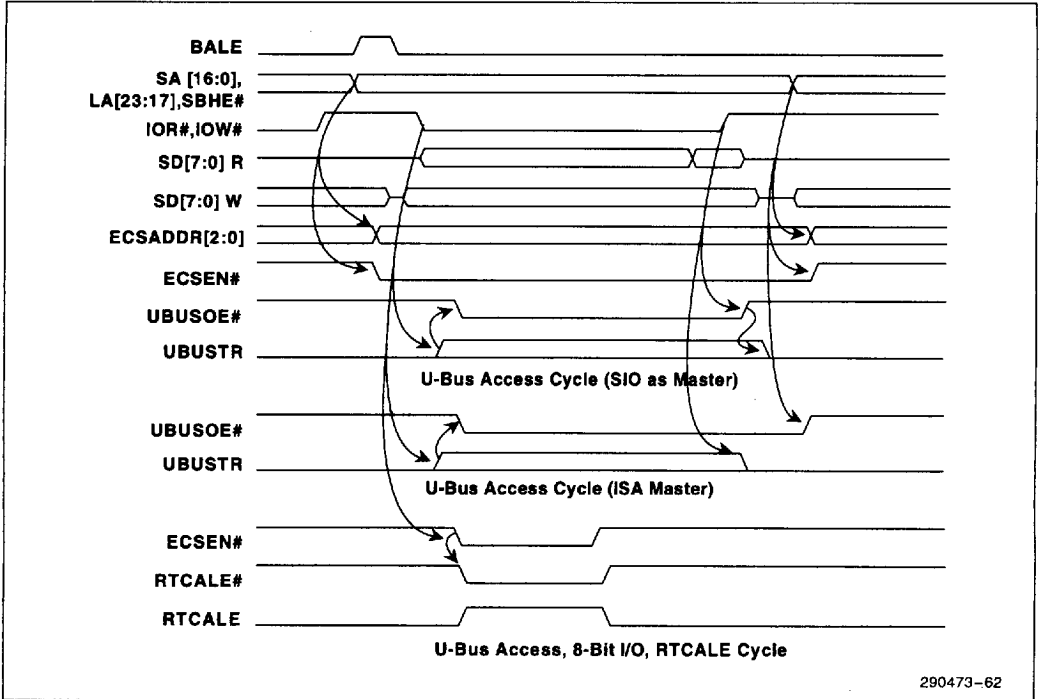 BALE
SA [16:0],
LA[23:17],SBHE#
IOR#,IOW#
SD[7:0] R
SD[7:0] W
ECSADDR[2:0]
ECSEN#
UBUSOE#
UBUSTR
U-Bus Access Cycle (SIO as Master)
UBUSOE#
UBUSTR
U-Bus Access Cycle (ISA Master)
ECSEN#
RTCALE#
RTCALE
U-Bus Access, 8-Bit I/O, RTCALE Cycle
290473-62